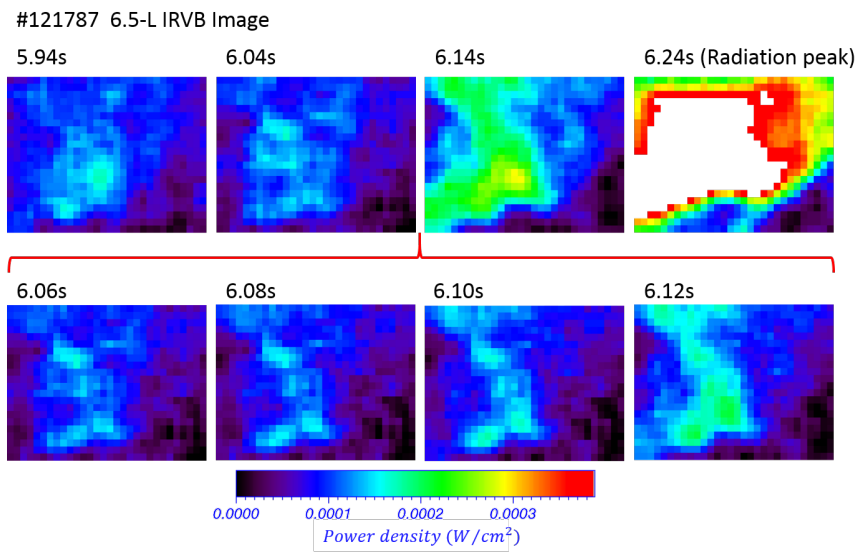 #121787 6.5-L IRVB Image
5.94s 6.04s 6.14s 6.24s (Radiation peak)
6.06s 6.08s 6.10s 6.12s
0.0000 0.0001 0.0002 0.0003
Power density (W/cm²)